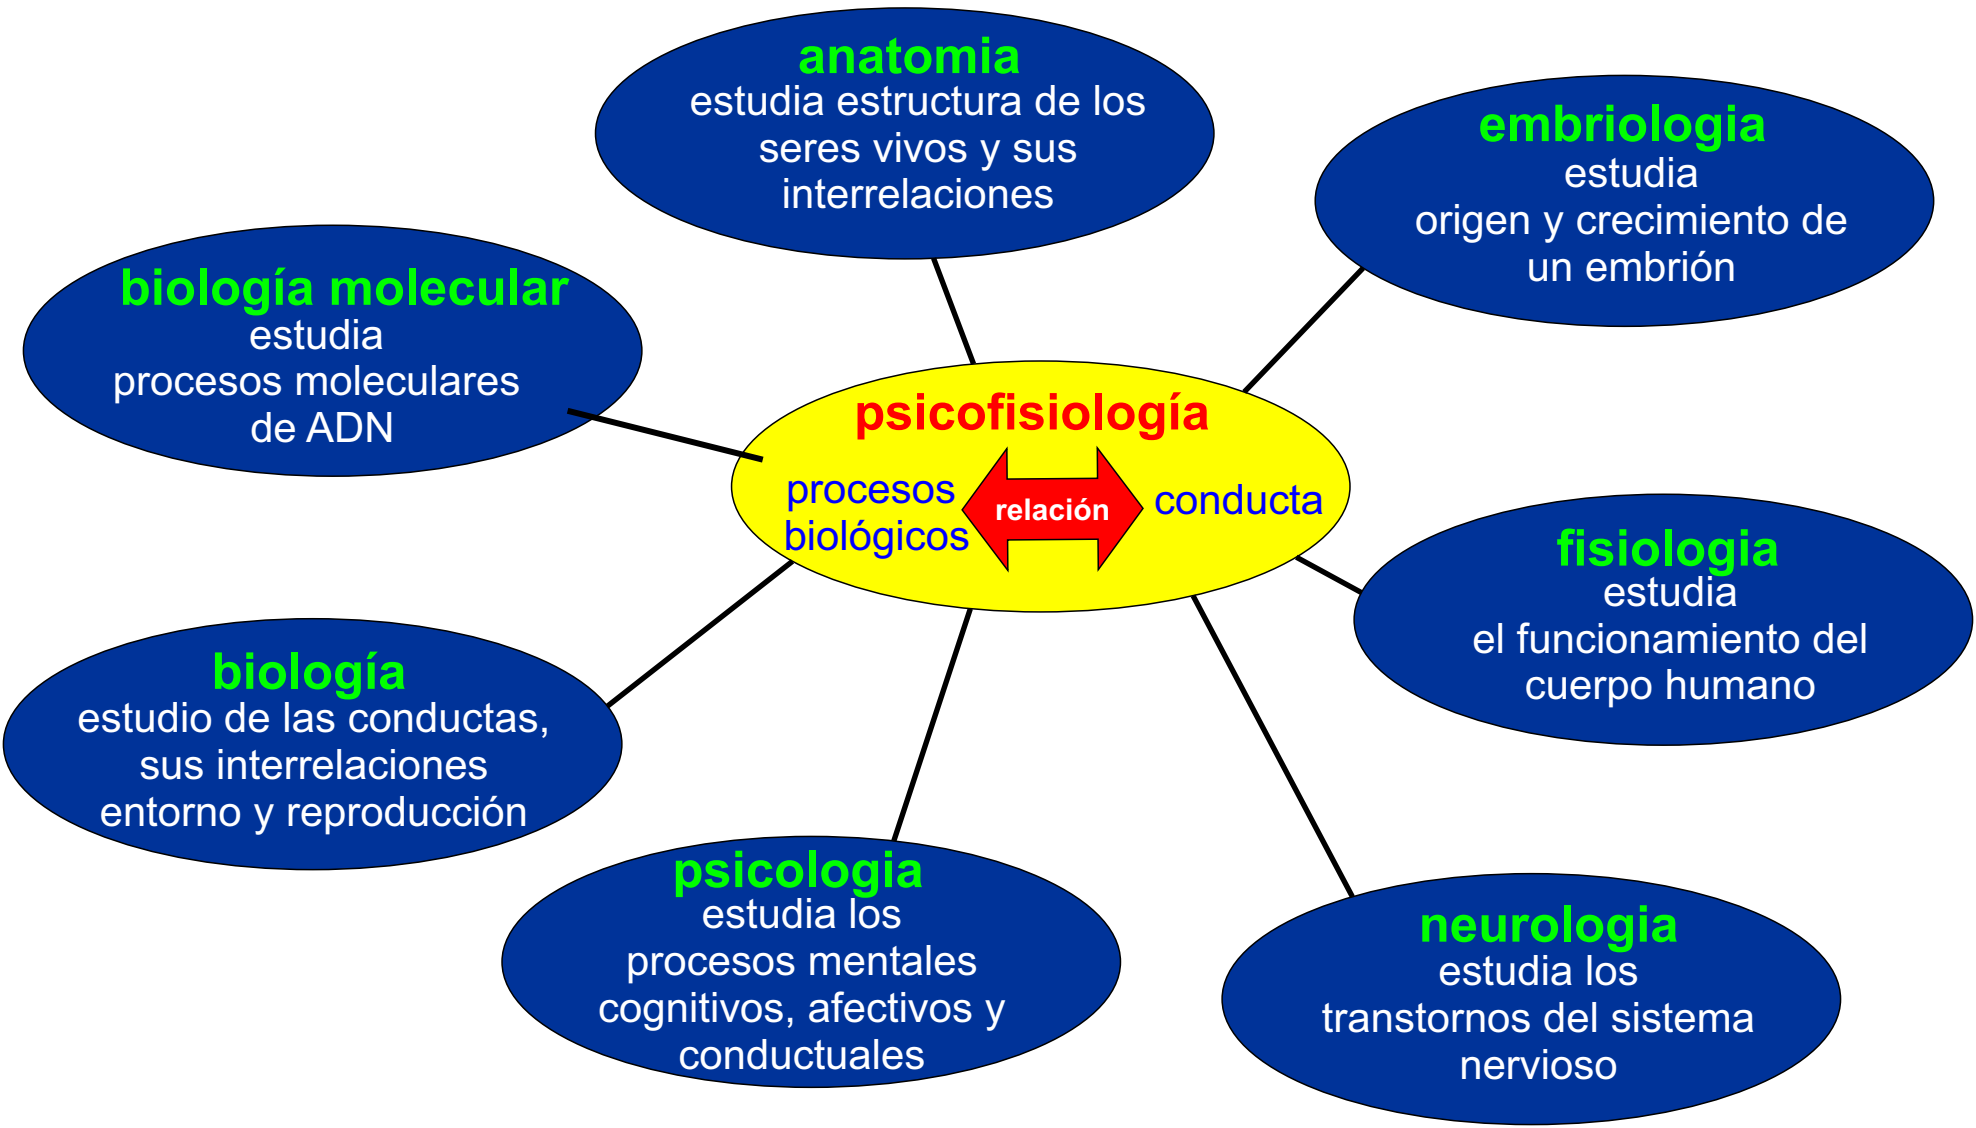 anatomia
estudia estructura de los
seres vivos y sus
interrelaciones
embriologia
estudia
origen y crecimiento de
un embrión
biología molecular
estudia
procesos moleculares
de ADN
psicofisiología
procesos
biológicos
relación
conducta
fisiologia
estudia
el funcionamiento del
cuerpo humano
biología
estudio de las conductas,
sus interrelaciones
entorno y reproducción
psicologia
estudia los
procesos mentales
cognitivos, afectivos y
conductuales
neurologia
estudia los
transtornos del sistema
nervioso